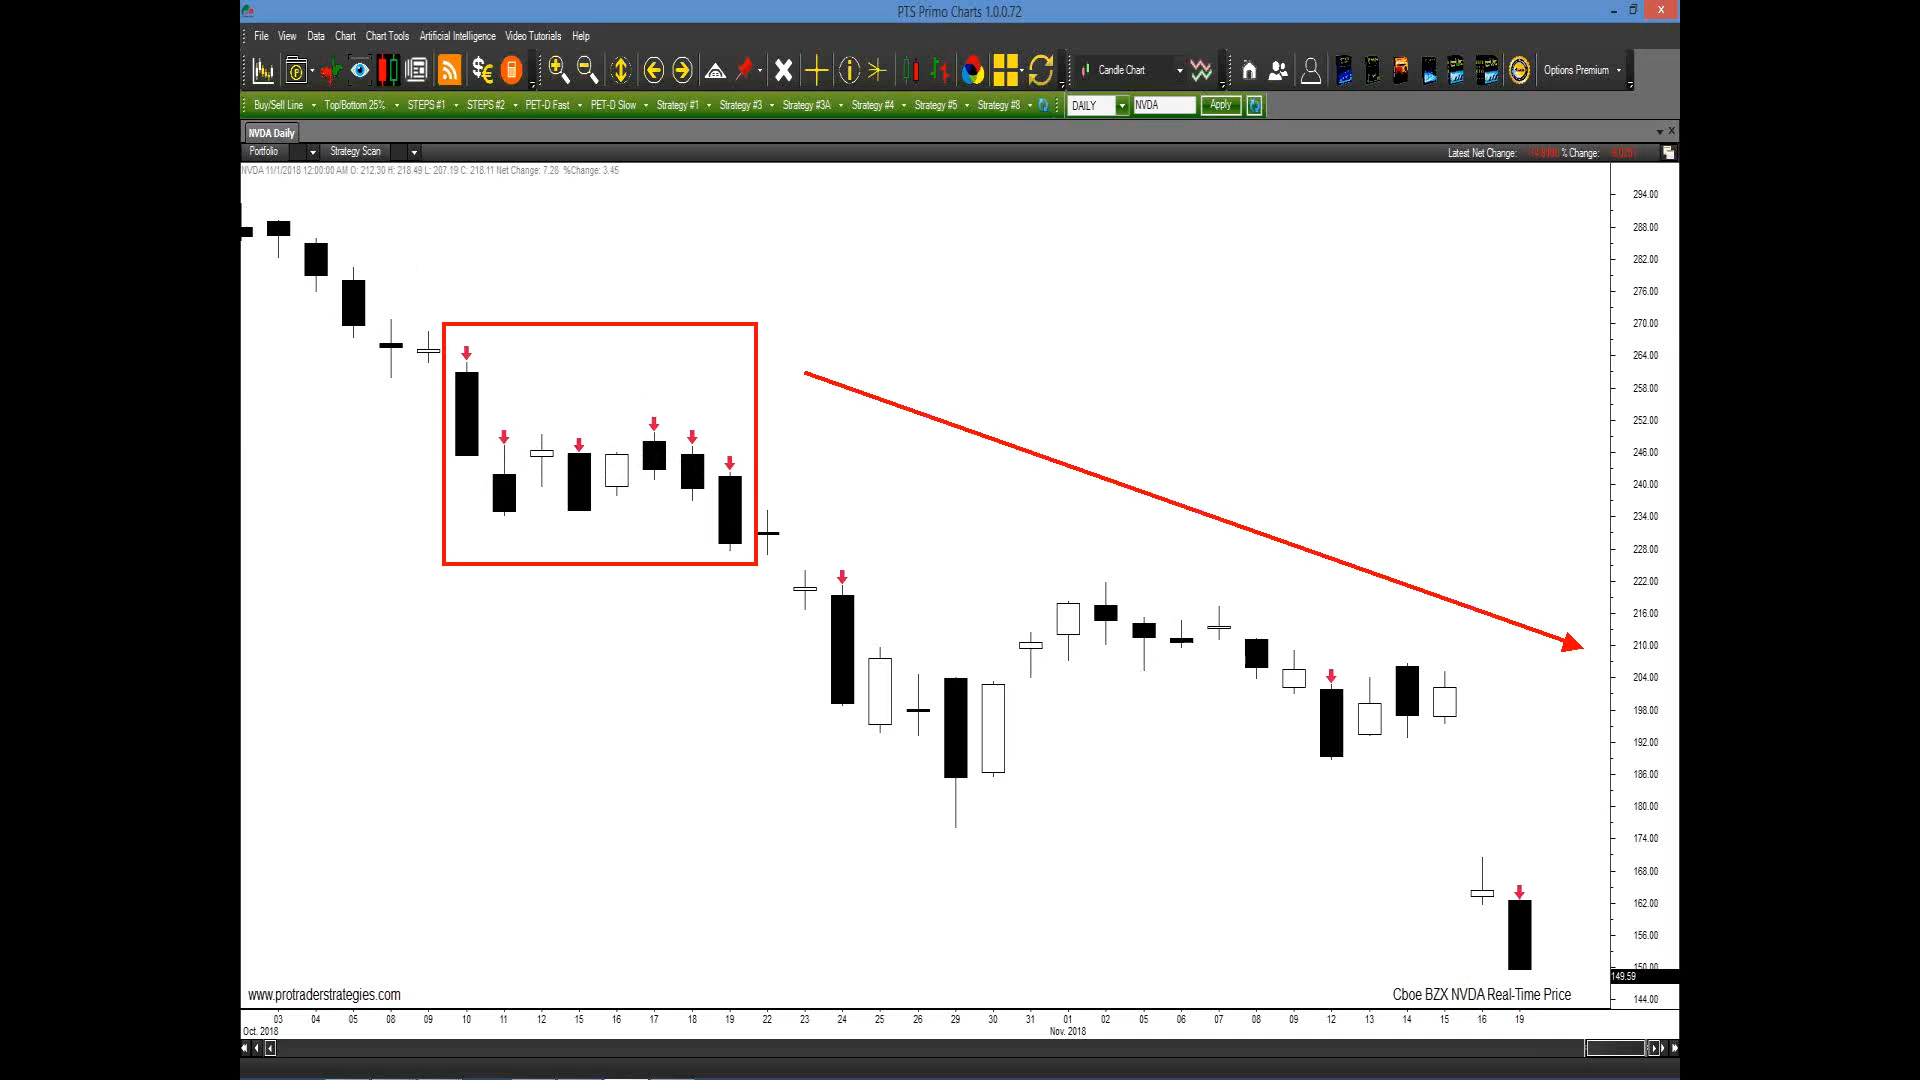 PTS Primo Charts 1.0.0.72
X
File View Data Chart Chart Tools Artificial Intelligence Video Tutorials Help
Candle Chart Options Premium
Buy/Sell Line Top/Bottom 25% STEPS #1 STEPS #2 PET-D Fast PET-D Slow Strategy #1 Strategy #3 Strategy #3A Strategy #4 Strategy #5 Strategy #8 DAILY NVDA Apply
NVDA Daily
Portfolio Strategy Scan Latest Net Change: % Change:
NVDA 11/1/2018 12:00:00 AM O: 212.30 H: 218.49 L: 207.19 C: 218.11 Net Change: 7.28 %Change: 3.45
294.00
288.00
282.00
276.00
270.00
264.00
258.00
252.00
246.00
240.00
234.00
228.00
222.00
216.00
210.00
204.00
198.00
192.00
186.00
180.00
174.00
168.00
162.00
156.00
150.00
149.59
144.00
www.protraderstrategies.com Cboe BZX NVDA Real-Time Price
03 04 05 08 09 10 11 12 15 16 17 18 19 22 23 24 25 26 29 30 31 01 02 05 06 07 08 09 12 13 14 15 16 19
Oct. 2018 Nov. 2018